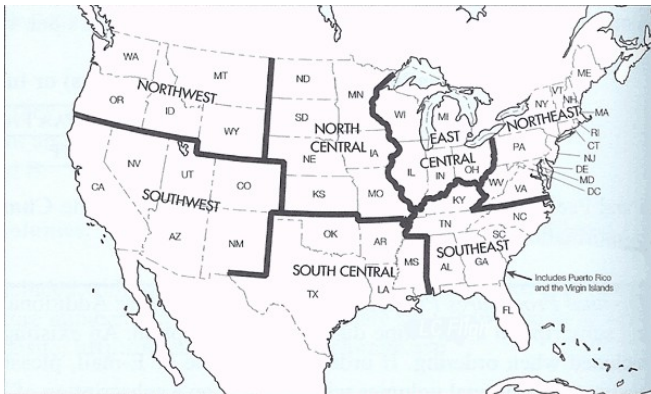 WA
MT
ND
MN
ME
VT
NH
NY
OR
NORTHWEST
ID
WY
SD
WI
MI
MA
NORTHEAST
NORTH
CENTRAL
EAST
CENTRAL
PA
RI
CT
NJ
NE
IA
IL
IN
OH
DE
MD
DC
NV
UT
CO
KS
MO
KY
WV
VA
CA
SOUTHWEST
AZ
NM
OK
AR
TN
NC
SC
SOUTHEAST
SOUTH CENTRAL
MS
AL
GA
TX
LA
FL
Includes Puerto Rico
and the Virgin Islands